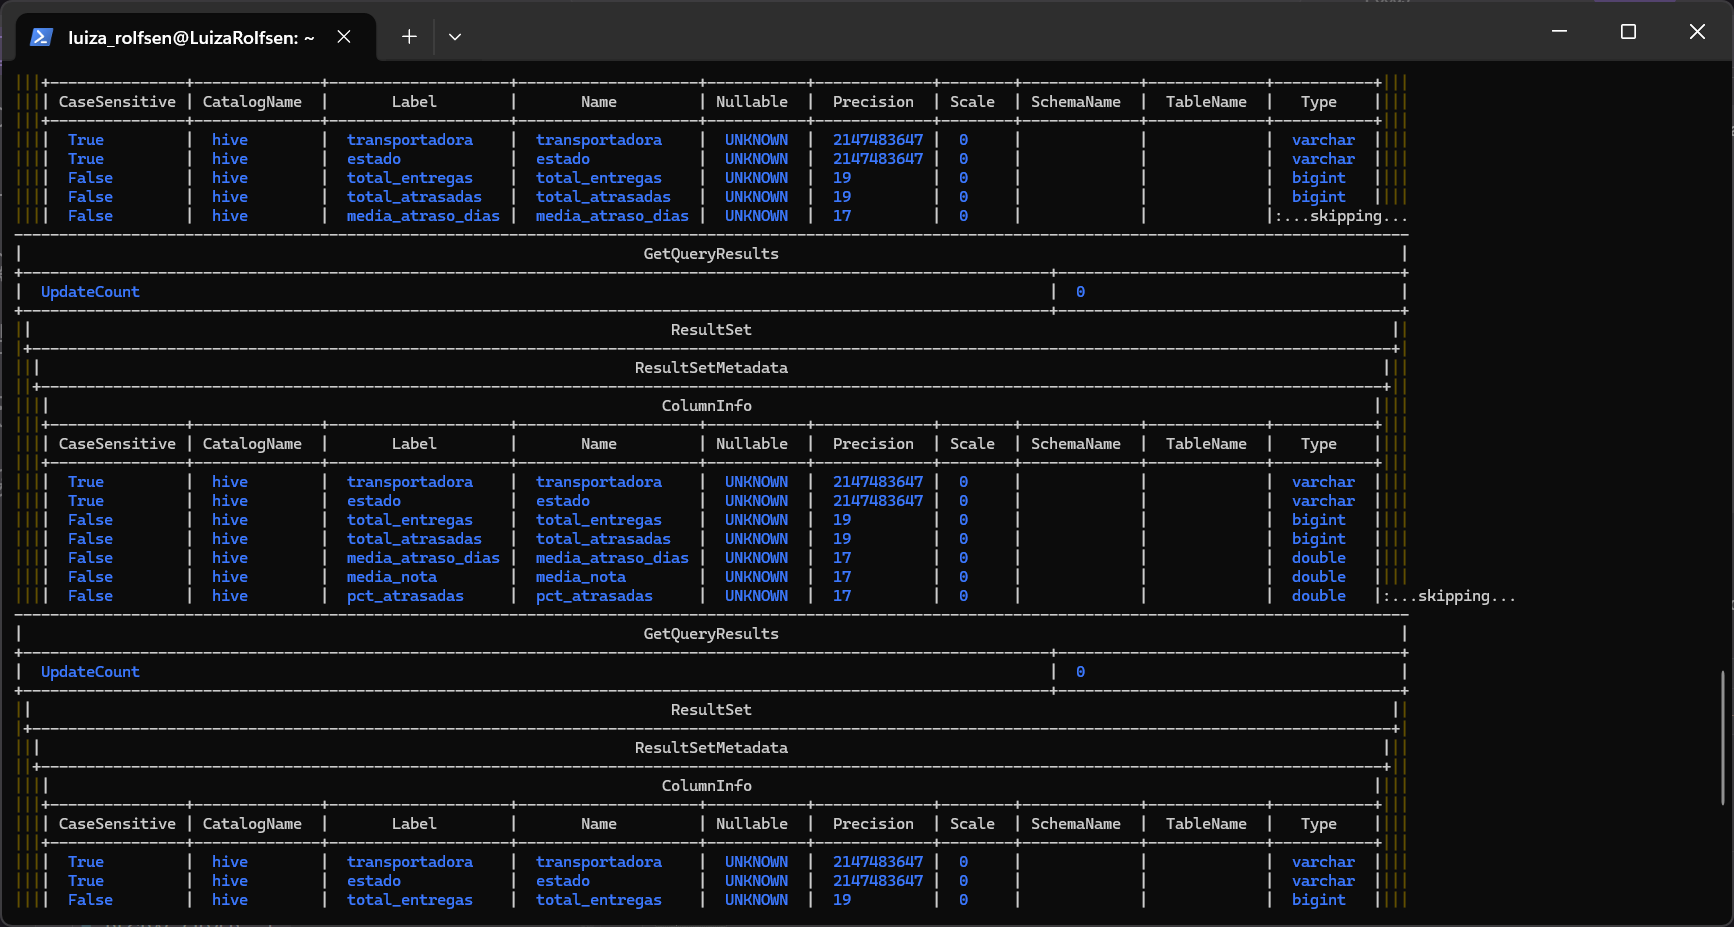 luiza_rolfsen@LuizaRolfsen: ~
CaseSensitive | CatalogName | Label | Name | Nullable | Precision | Scale | SchemaName | TableName | Type
True | hive | transportadora | transportadora | UNKNOWN | 2147483647 | 0 | | | varchar
True | hive | estado | estado | UNKNOWN | 2147483647 | 0 | | | varchar
False | hive | total_entregas | total_entregas | UNKNOWN | 19 | 0 | | | bigint
False | hive | total_atrasadas | total_atrasadas | UNKNOWN | 19 | 0 | | | bigint
False | hive | media_atraso_dias | media_atraso_dias | UNKNOWN | 17 | 0 | | |:...skipping...
GetQueryResults
UpdateCount | 0
ResultSet
ResultSetMetadata
ColumnInfo
CaseSensitive | CatalogName | Label | Name | Nullable | Precision | Scale | SchemaName | TableName | Type
True | hive | transportadora | transportadora | UNKNOWN | 2147483647 | 0 | | | varchar
True | hive | estado | estado | UNKNOWN | 2147483647 | 0 | | | varchar
False | hive | total_entregas | total_entregas | UNKNOWN | 19 | 0 | | | bigint
False | hive | total_atrasadas | total_atrasadas | UNKNOWN | 19 | 0 | | | bigint
False | hive | media_atraso_dias | media_atraso_dias | UNKNOWN | 17 | 0 | | | double
False | hive | media_nota | media_nota | UNKNOWN | 17 | 0 | | | double
False | hive | pct_atrasadas | pct_atrasadas | UNKNOWN | 17 | 0 | | | double |:...skipping...
GetQueryResults
UpdateCount | 0
ResultSet
ResultSetMetadata
ColumnInfo
CaseSensitive | CatalogName | Label | Name | Nullable | Precision | Scale | SchemaName | TableName | Type
True | hive | transportadora | transportadora | UNKNOWN | 2147483647 | 0 | | | varchar
True | hive | estado | estado | UNKNOWN | 2147483647 | 0 | | | varchar
False | hive | total_entregas | total_entregas | UNKNOWN | 19 | 0 | | | bigint